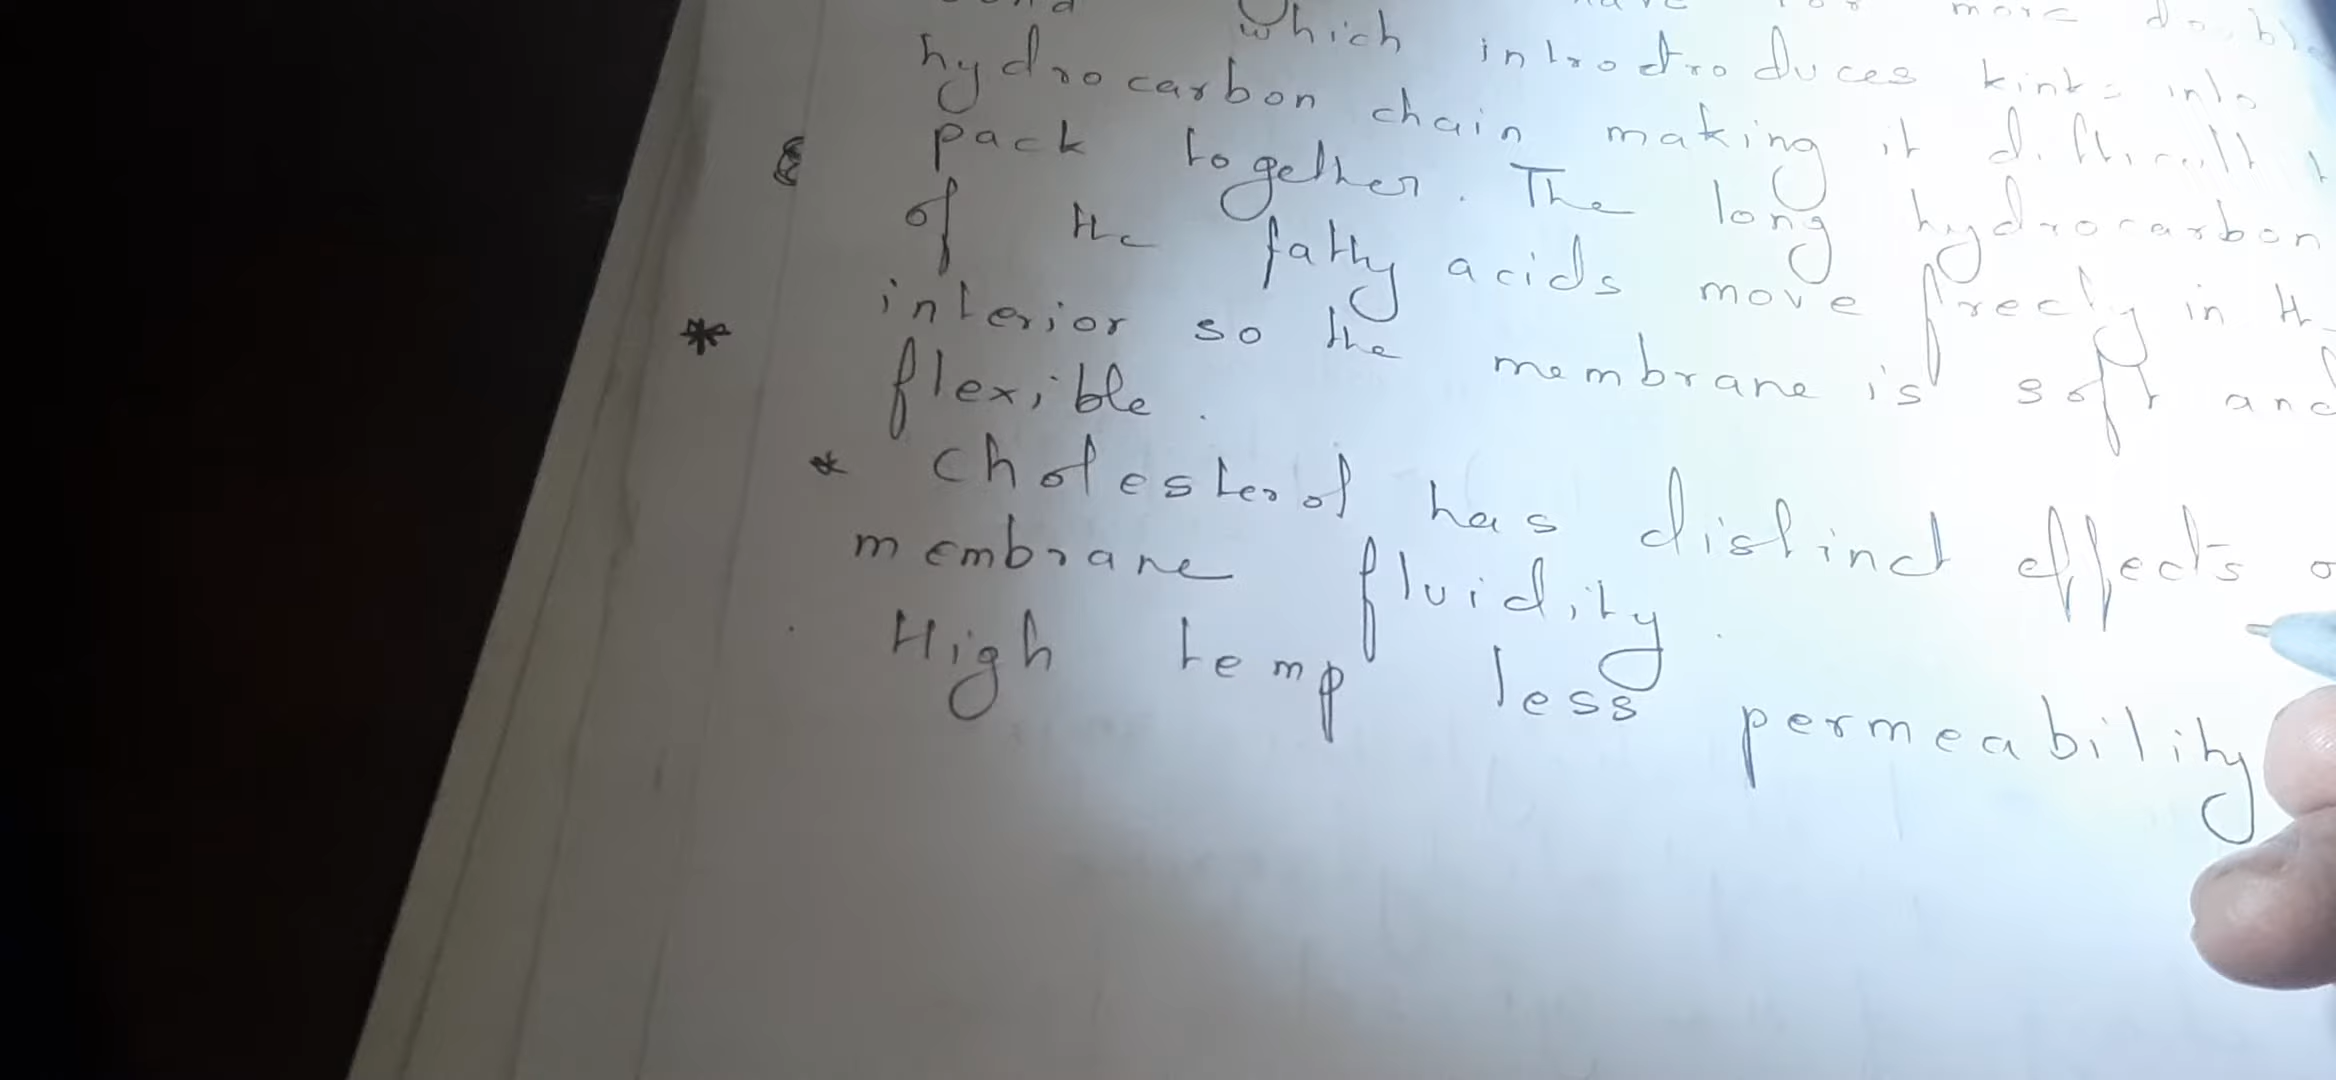 which introduces kinks into
hydrocarbon chain making it difficult
pack together. The long hydrocarbon
of the fatty acids move freely in
interior so the membrane is soft and
flexible.
* cholesterol has distinct effects
membrane fluidity.
High temp less permeability